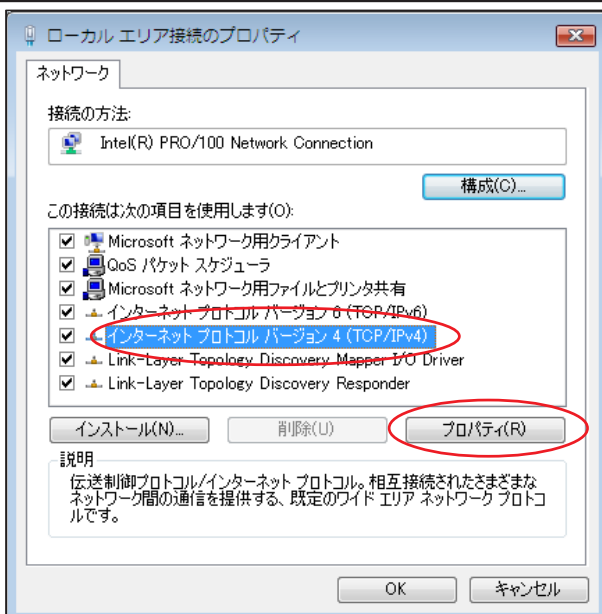 ローカル エリア接続のプロパティ
ネットワーク
接続の方法:
Intel(R) PRO/100 Network Connection
構成(C)...
この接続は次の項目を使用します(O):
Microsoft ネットワーク用クライアント
QoS パケット スケジューラ
Microsoft ネットワーク用ファイルとプリンタ共有
インターネット プロトコル バージョン 6 (TCP/IPv6)
インターネット プロトコル バージョン 4 (TCP/IPv4)
Link-Layer Topology Discovery Mapper I/O Driver
Link-Layer Topology Discovery Responder
インストール(N)...
削除(U)
プロパティ(R)
説明
伝送制御プロトコル/インターネット プロトコル。相互接続されたさまざまな
ネットワーク間の通信を提供する、既定のワイド エリア ネットワーク プロトコ
ルです。
OK
キャンセル